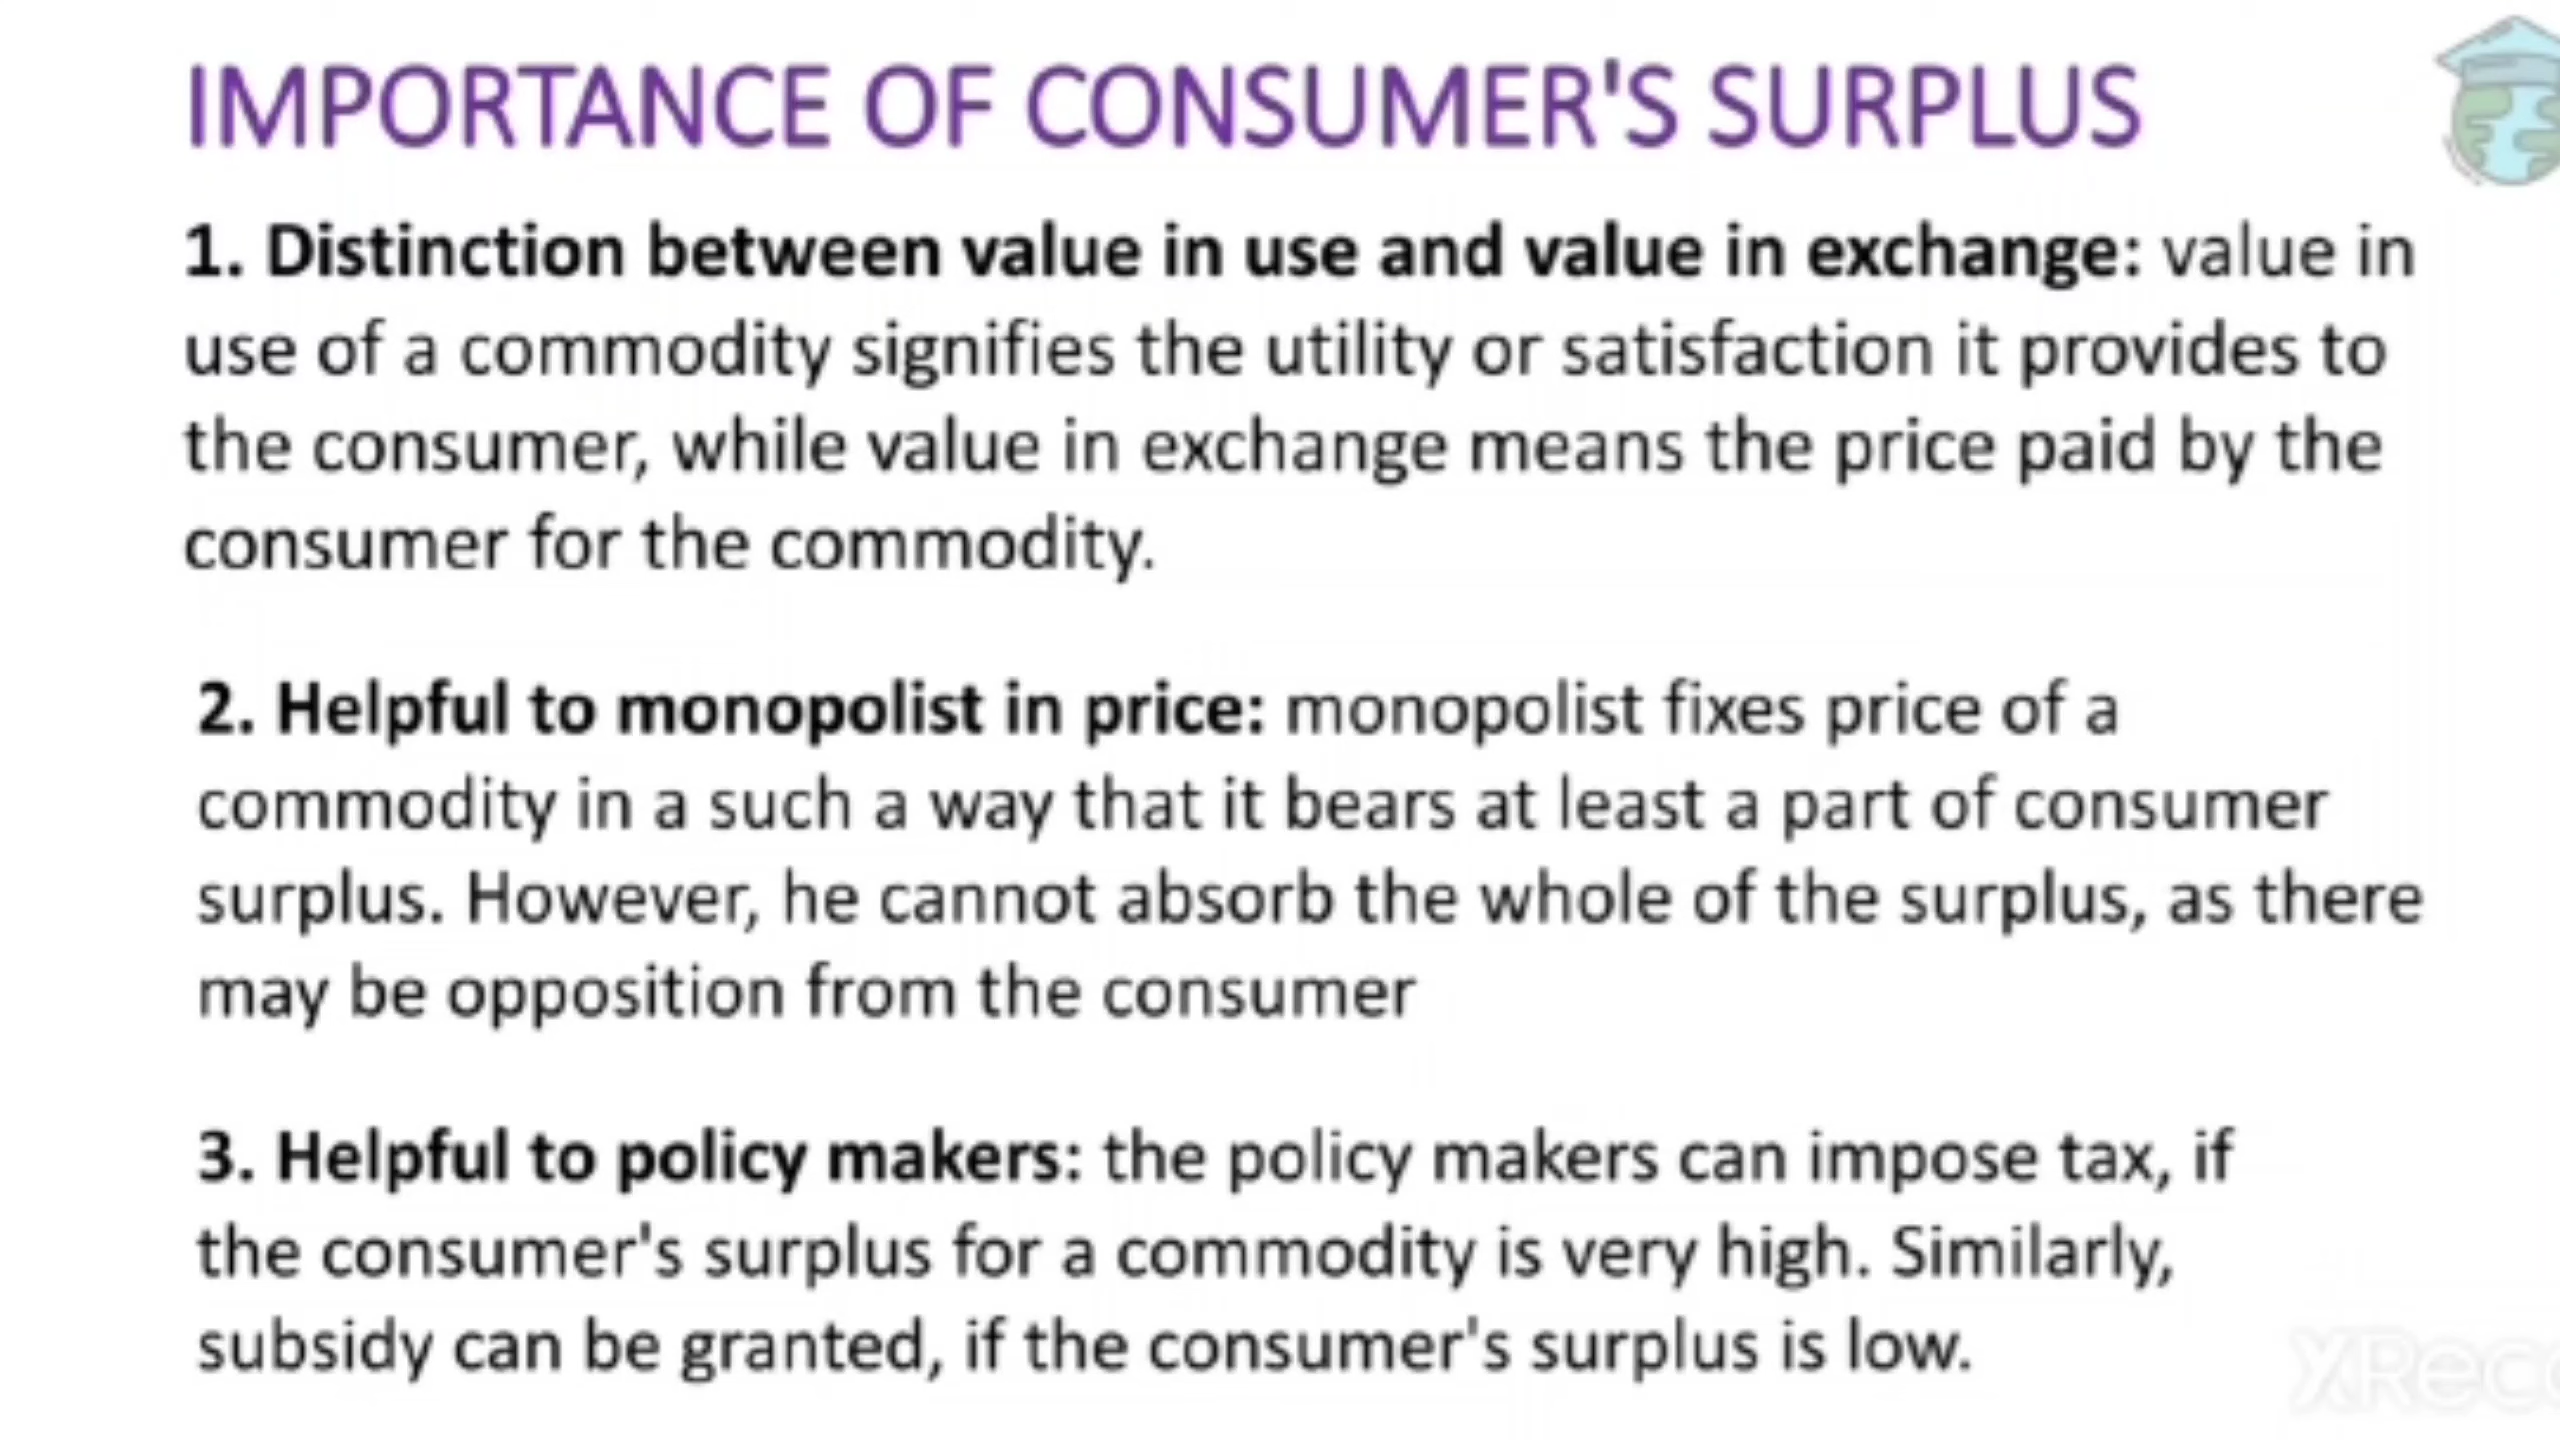 IMPORTANCE OF CONSUMER'S SURPLUS
1. Distinction between value in use and value in exchange: value in
use of a commodity signifies the utility or satisfaction it provides to
the consumer, while value in exchange means the price paid by the
consumer for the commodity.
2. Helpful to monopolist in price: monopolist fixes price of a
commodity in a such a way that it bears at least a part of consumer
surplus. However, he cannot absorb the whole of the surplus, as there
may be opposition from the consumer
3. Helpful to policy makers: the policy makers can impose tax, if
the consumer's surplus for a commodity is very high. Similarly,
subsidy can be granted, if the consumer's surplus is low.